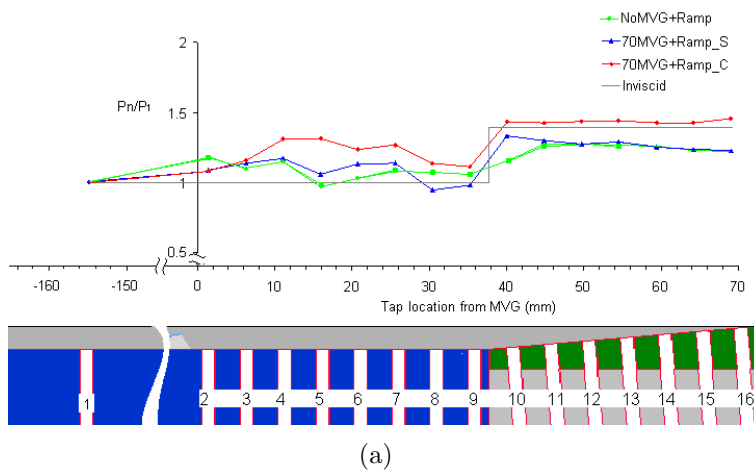 NoMVG+Ramp
70MVG+Ramp_S
70MVG+Ramp_C
Inviscid
Pn/P1
2
1.5
1
0.5
-160 -150 0 10 20 30 40 50 60 70
Tap location from MVG (mm)
1 2 3 4 5 6 7 8 9 10 11 12 13 14 15 16
(a)